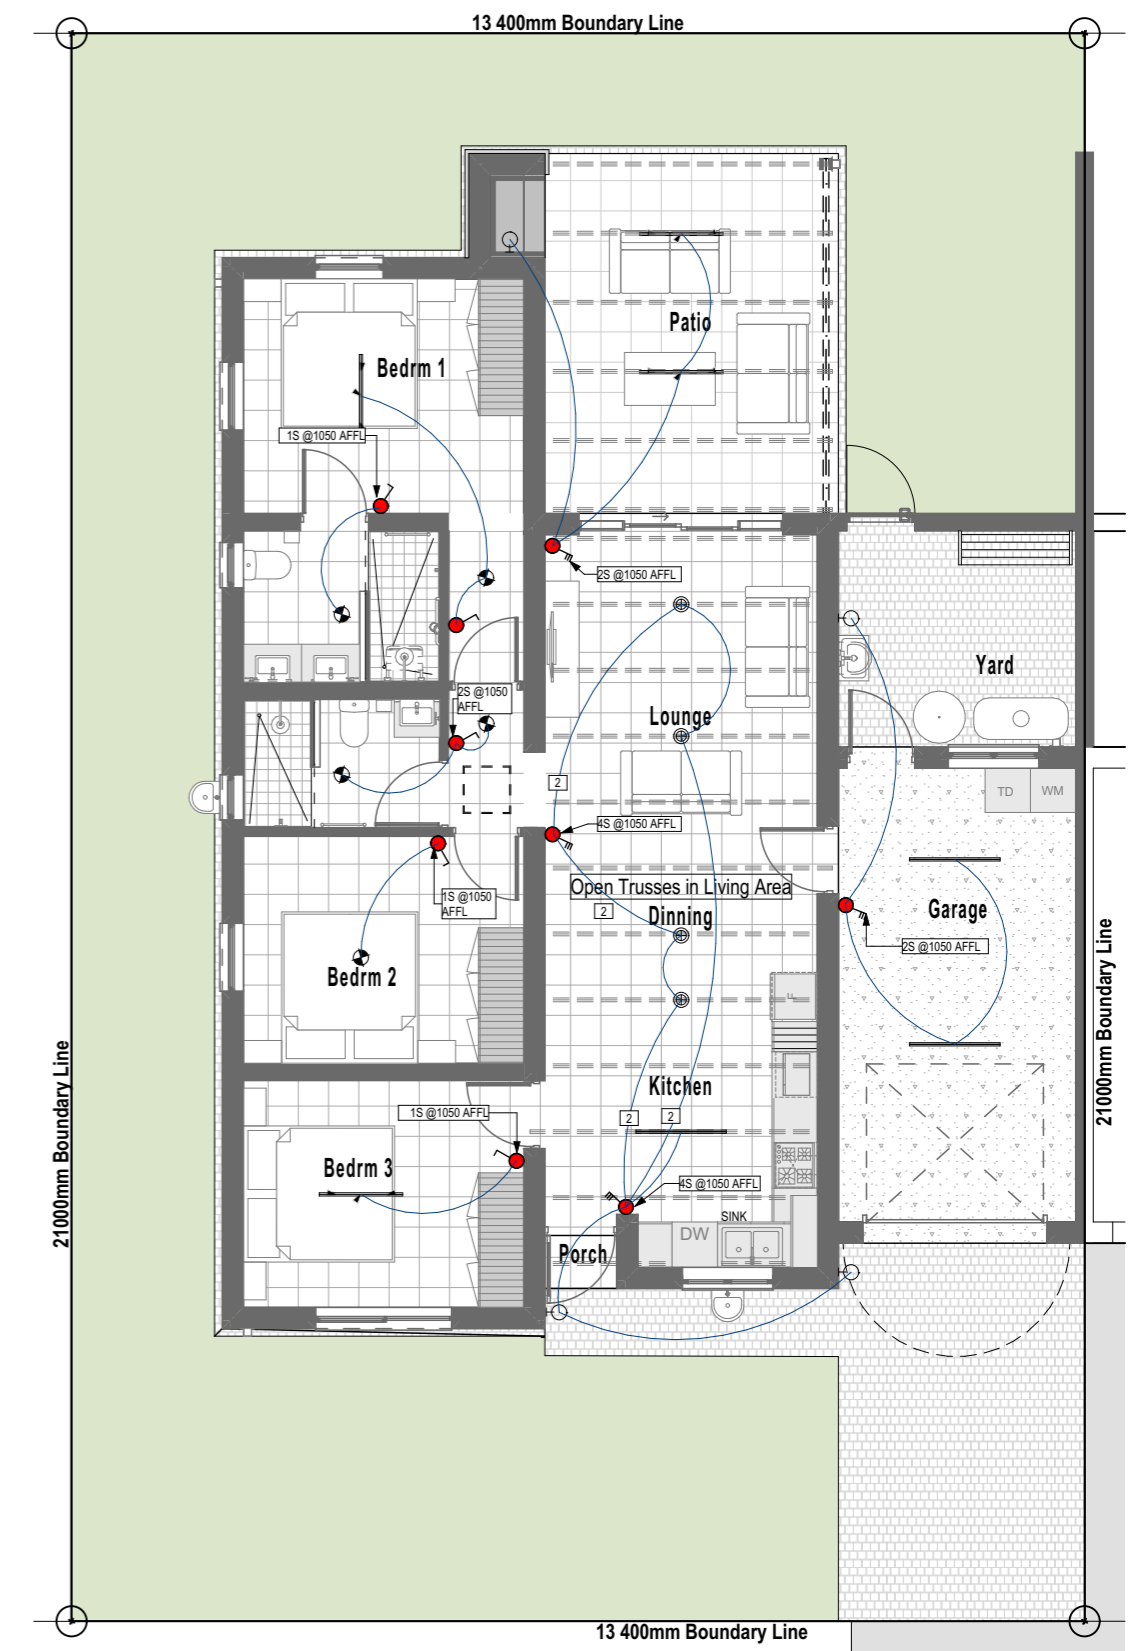 13 400mm Boundary Line
Patio
Bedrm 1
1S @1050 AFFL
2S @1050 AFFL
Yard
2S @1050
AFFL
Lounge
2
TD
WM
4S @1050 AFFL
Open Trusses in Living Area
1S @1050
AFFL
2
Dinning
Garage
2S @1050 AFFL
Bedrm 2
21000mm Boundary Line
21000mm Boundary Line
Kitchen
1S @1050 AFFL
2
2
Bedrm 3
4S @1050 AFFL
SINK
DW
Porch
13 400mm Boundary Line